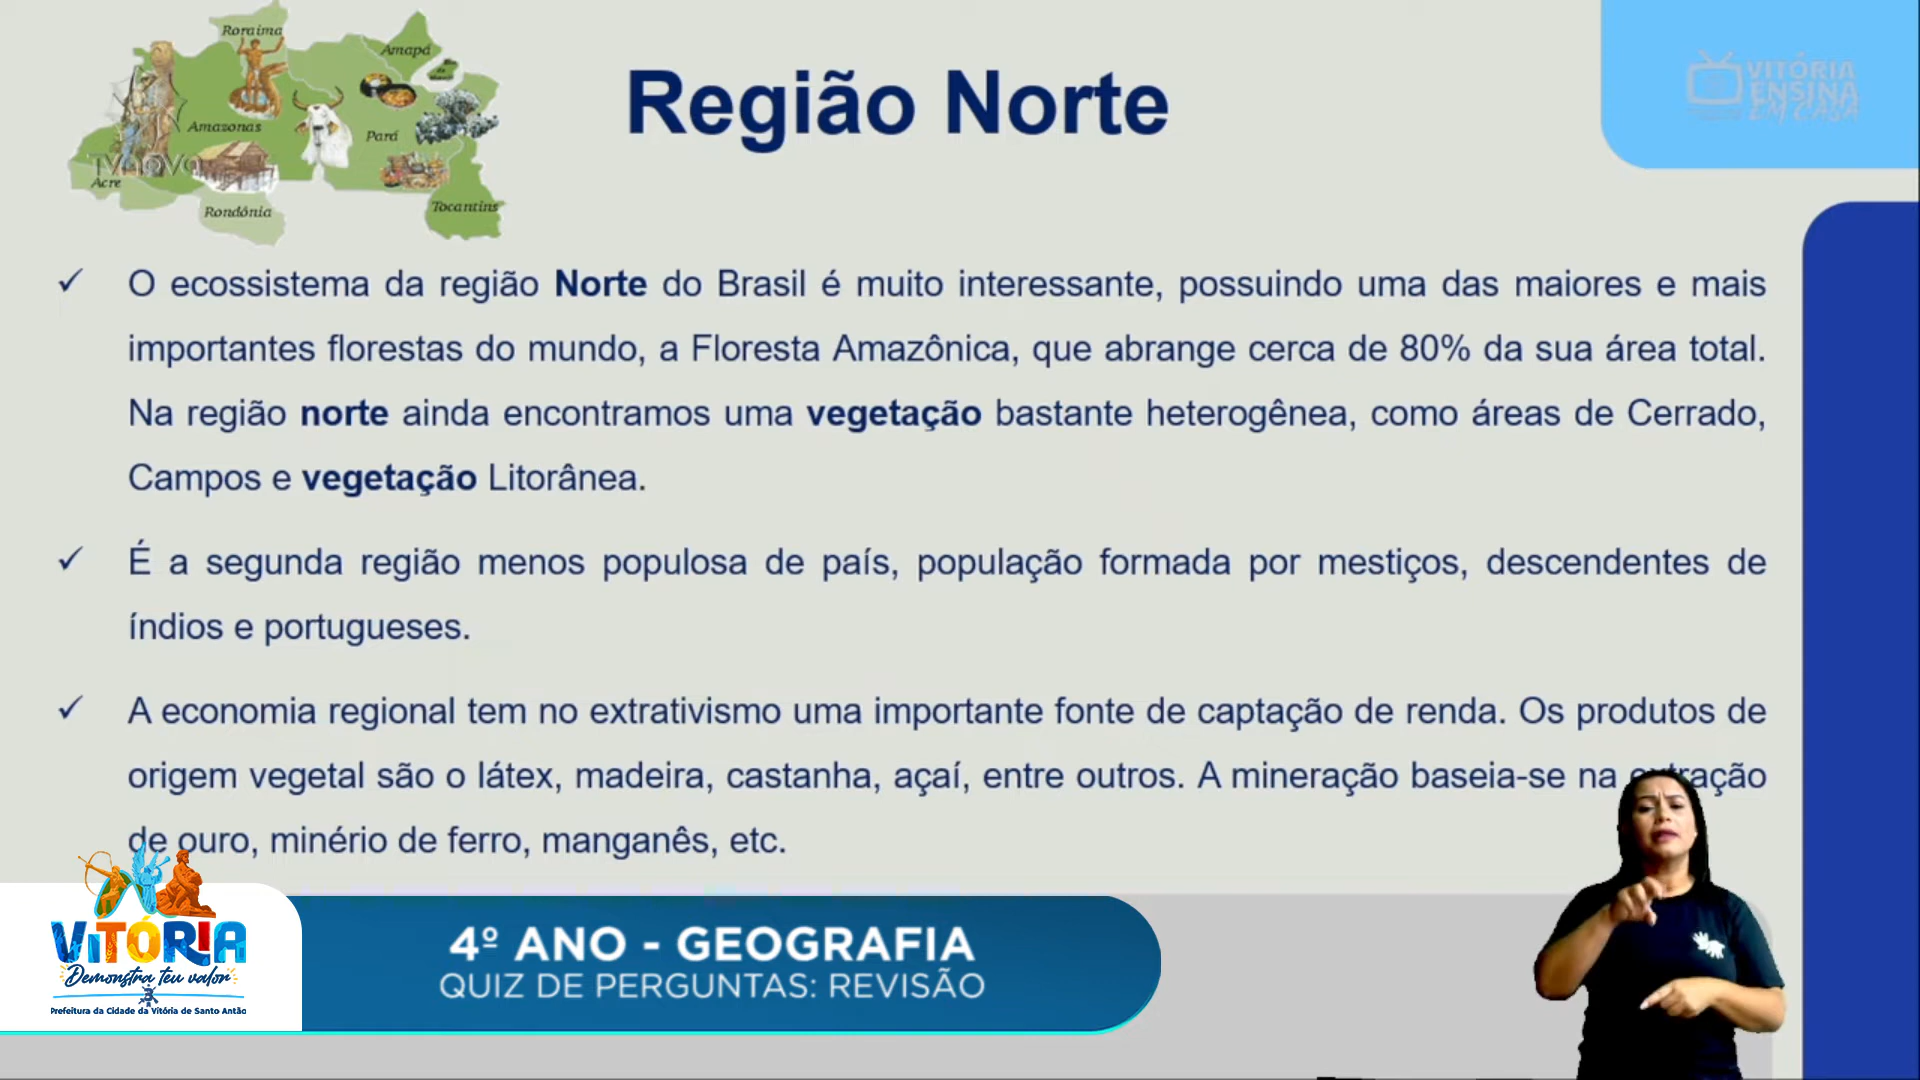 Roraima
Amapá
Amazonas
Pará
Acre
Rondônia
Tocantins
TV NOVA
Região Norte
VITÓRIA
ENSINA
EM CASA
✓ O ecossistema da região Norte do Brasil é muito interessante, possuindo uma das maiores e mais
importantes florestas do mundo, a Floresta Amazônica, que abrange cerca de 80% da sua área total.
Na região norte ainda encontramos uma vegetação bastante heterogênea, como áreas de Cerrado,
Campos e vegetação Litorânea.
✓ É a segunda região menos populosa de país, população formada por mestiços, descendentes de
índios e portugueses.
✓ A economia regional tem no extrativismo uma importante fonte de captação de renda. Os produtos de
origem vegetal são o látex, madeira, castanha, açaí, entre outros. A mineração baseia-se na extração
de ouro, minério de ferro, manganês, etc.
VITÓRIA
Demonstra teu valor
Prefeitura da Cidade da Vitória de Santo Antão
4º ANO - GEOGRAFIA
QUIZ DE PERGUNTAS: REVISÃO